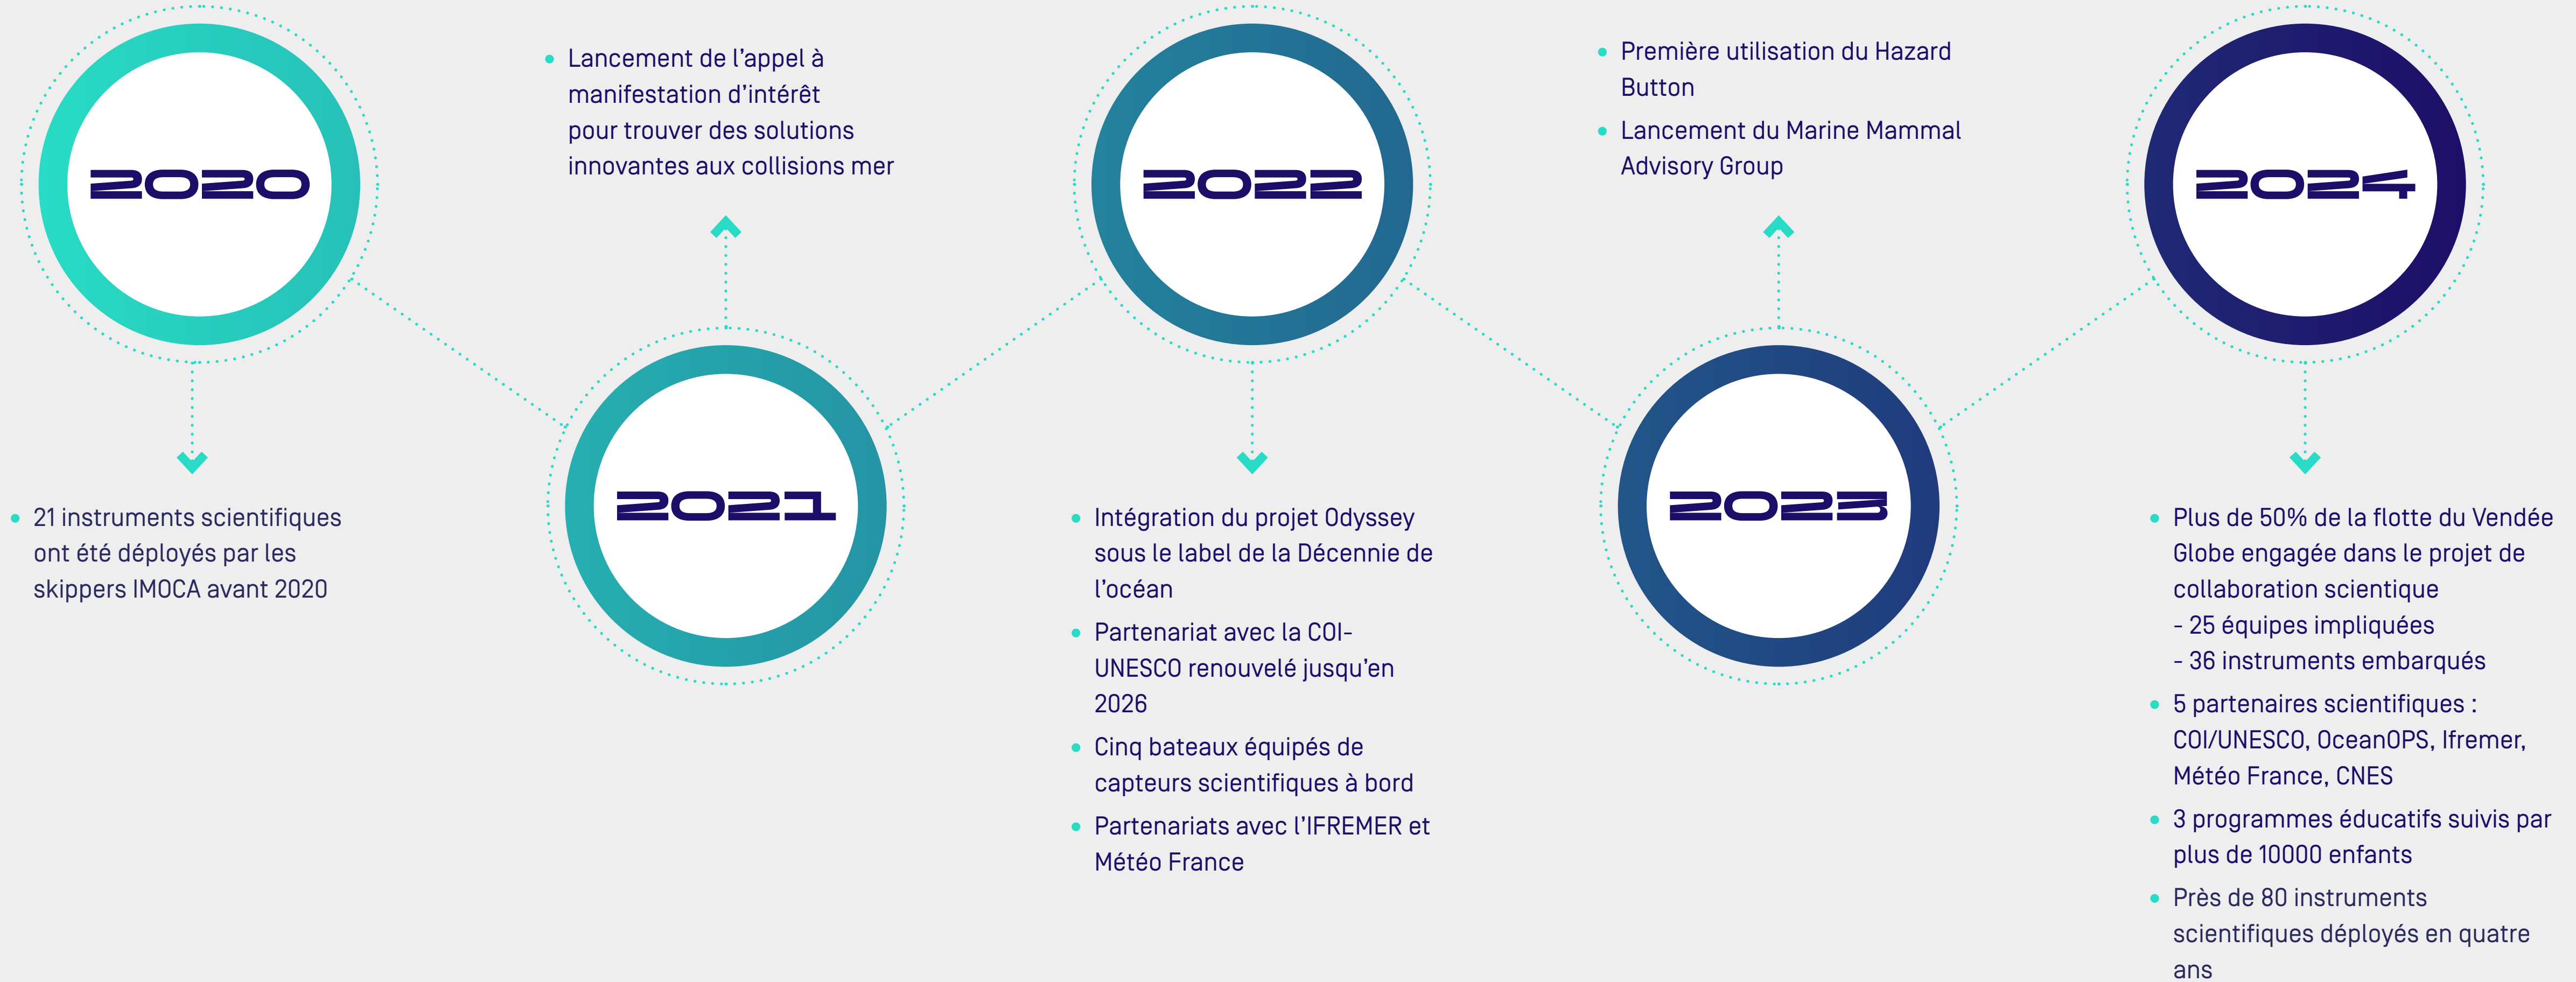 2020
• 21 instruments scientifiques
ont été déployés par les
skippers IMOCA avant 2020
• Lancement de l’appel à
manifestation d’intérêt
pour trouver des solutions
innovantes aux collisions mer
2021
2022
• Intégration du projet Odyssey
sous le label de la Décennie de
l’océan
• Partenariat avec la COI-
UNESCO renouvelé jusqu’en
2026
• Cinq bateaux équipés de
capteurs scientifiques à bord
• Partenariats avec l’IFREMER et
Météo France
• Première utilisation du Hazard
Button
• Lancement du Marine Mammal
Advisory Group
2023
2024
• Plus de 50% de la flotte du Vendée
Globe engagée dans le projet de
collaboration scientique
- 25 équipes impliquées
- 36 instruments embarqués
• 5 partenaires scientifiques :
COI/UNESCO, OceanOPS, Ifremer,
Météo France, CNES
• 3 programmes éducatifs suivis par
plus de 10000 enfants
• Près de 80 instruments
scientifiques déployés en quatre
ans